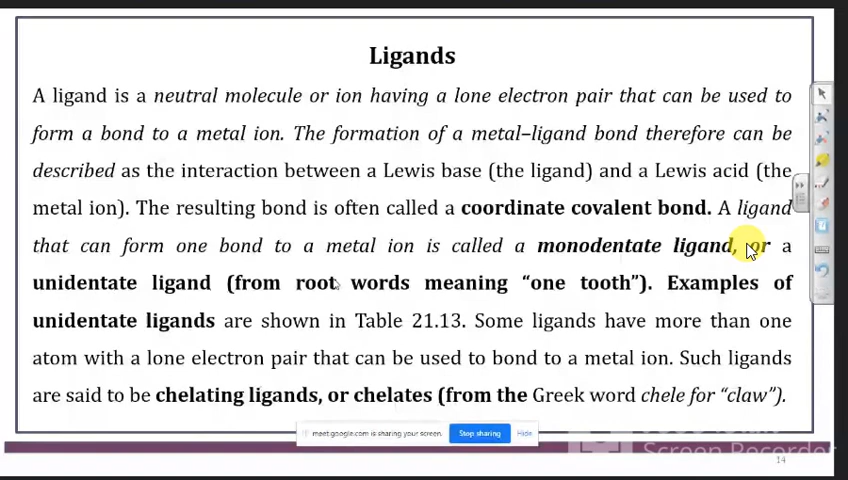 Ligands
A ligand is a neutral molecule or ion having a lone electron pair that can be used to
form a bond to a metal ion. The formation of a metal–ligand bond therefore can be
described as the interaction between a Lewis base (the ligand) and a Lewis acid (the
metal ion). The resulting bond is often called a coordinate covalent bond. A ligand
that can form one bond to a metal ion is called a monodentate ligand, or a
unidentate ligand (from root words meaning “one tooth”). Examples of
unidentate ligands are shown in Table 21.13. Some ligands have more than one
atom with a lone electron pair that can be used to bond to a metal ion. Such ligands
are said to be chelating ligands, or chelates (from the Greek word chele for “claw”).
meet.google.com is sharing your screen. Stop sharing Hide
Screen Recorder
14